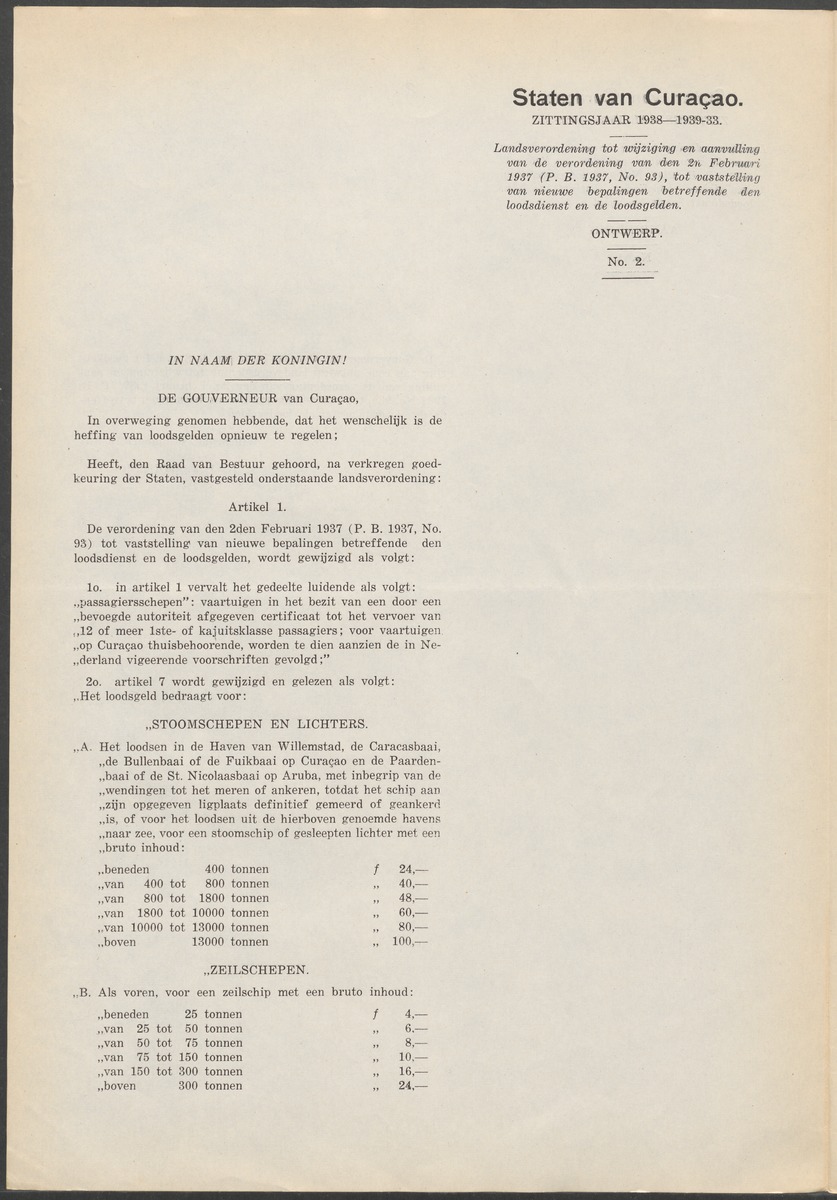 Staten van Curaçao.
ZITTINGSJAAR 1938—1939-33.
Landsverordening tot wijziging en aanvulling
van de verordening van den 2n Februari
1937 (P. B. 1937, No. 93), tot vaststelling
van nieuwe bepalingen betreffende den
loodsdienst en de loodsgelden.
ONTWERP.
No. 2.
IN NAAM DER KONINGIN!
DE GOUVERNEUR van Curaçao,
In overweging genomen hebbende, dat het wenschelijk is de
heffing van loodsgelden opnieuw te regelen;
Heeft, den Raad van Bestuur gehoord, na verkregen goed-
keuring der Staten, vastgesteld onderstaande landsverordening:
Artikel 1.
De verordening van den 2den Februari 1937 (P. B. 1937, No.
93) tot vaststelling van nieuwe bepalingen betreffende den
loodsdienst en de loodsgelden, wordt gewijzigd als volgt:
1o. in artikel 1 vervalt het gedeelte luidende als volgt:
„passagiersschepen”: vaartuigen in het bezit van een door een
„bevoegde autoriteit afgegeven certificaat tot het vervoer van
„12 of meer 1ste- of kajuitsklasse passagiers; voor vaartuigen
„op Curaçao thuisbehoorende, worden te dien aanzien de in Ne-
„derland vigeerende voorschriften gevolgd;”
2o. artikel 7 wordt gewijzigd en gelezen als volgt:
„Het loodsgeld bedraagt voor:
„STOOMSCHEPEN EN LICHTERS.
„A. Het loodsen in de Haven van Willemstad, de Caracasbaai,
„de Bullenbaai of de Fuikbaai op Curaçao en de Paarden-
„baai of de St. Nicolaasbaai op Aruba, met inbegrip van de
„wendingen tot het meren of ankeren, totdat het schip aan
„zijn opgegeven ligplaats definitief gemeerd of geankerd
„is, of voor het loodsen uit de hierboven genoemde havens
„naar zee, voor een stoomschip of gesleepten lichter met een
„bruto inhoud:
„beneden 400 tonnen f 24,—
„van 400 tot 800 tonnen „ 40,—
„van 800 tot 1800 tonnen „ 48,—
„van 1800 tot 10000 tonnen „ 60,—
„van 10000 tot 13000 tonnen „ 80,—
„boven 13000 tonnen „ 100,—
„ZEILSCHEPEN.
„B. Als voren, voor een zeilschip met een bruto inhoud:
„beneden 25 tonnen f 4,—
„van 25 tot 50 tonnen „ 6.—
„van 50 tot 75 tonnen „ 8,—
„van 75 tot 150 tonnen „ 10,—
„van 150 tot 300 tonnen „ 16,—
„boven 300 tonnen „ 24,—